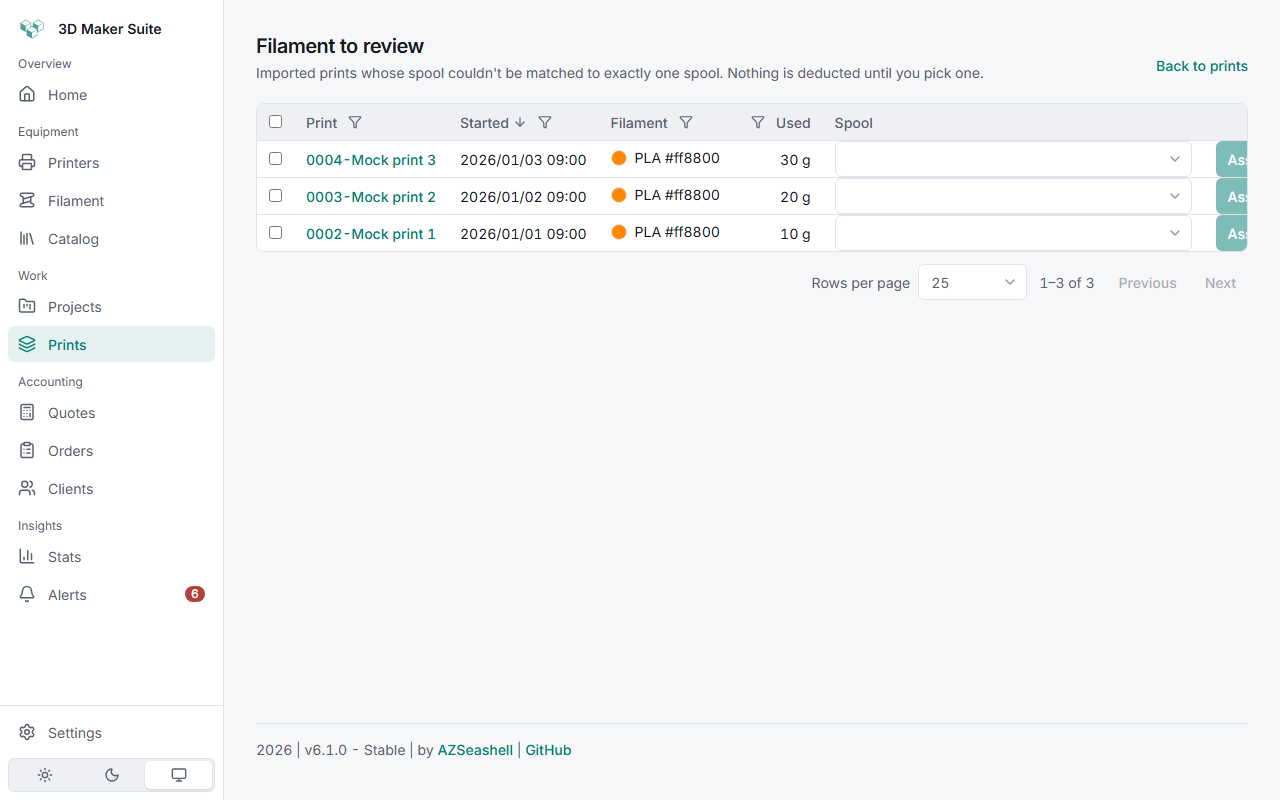 3D Maker Suite
Overview
Home
Equipment
Printers
Filament
Catalog
Work
Projects
Prints
Accounting
Quotes
Orders
Clients
Insights
Stats
Alerts 6
Settings
Filament to review
Imported prints whose spool couldn't be matched to exactly one spool. Nothing is deducted until you pick one.
Back to prints
Print Started Filament Used Spool
0004-Mock print 3 2026/01/03 09:00 PLA #ff8800 30 g Ass
0003-Mock print 2 2026/01/02 09:00 PLA #ff8800 20 g Ass
0002-Mock print 1 2026/01/01 09:00 PLA #ff8800 10 g Ass
Rows per page 25 1–3 of 3 Previous Next
2026 | v6.1.0 - Stable | by AZSeashell | GitHub